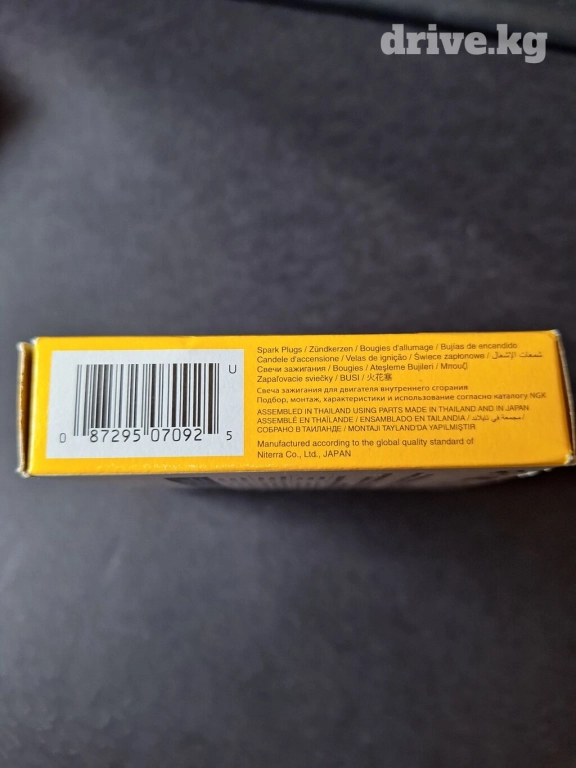 drive.kg
U
0 87295 07092 5
Spark Plugs / Zündkerzen / Bougies d'allumage / Bujias de encendido
Candele d'accensione / Velas de ignição / Świece zapłonowe / شمعات الإشعال
Свечи зажигания / Bougies / Ateşleme Bujileri / Μπουζί
Zapaľovacie sviečky / BUSI / 火花塞
Свеча зажигания для двигателя внутреннего сгорания
Подбор, монтаж, характеристики и использование согласно каталогу NGK
ASSEMBLED IN THAILAND USING PARTS MADE IN THAILAND AND IN JAPAN
ASSEMBLÉ EN THAÏLANDE / ENSAMBLADO EN TAILANDIA /
СОБРАНО В ТАИЛАНДЕ / MONTAJI TAYLAND'DA YAPILMIŞTIR
Manufactured according to the global quality standard of
Niterra Co., Ltd., JAPAN